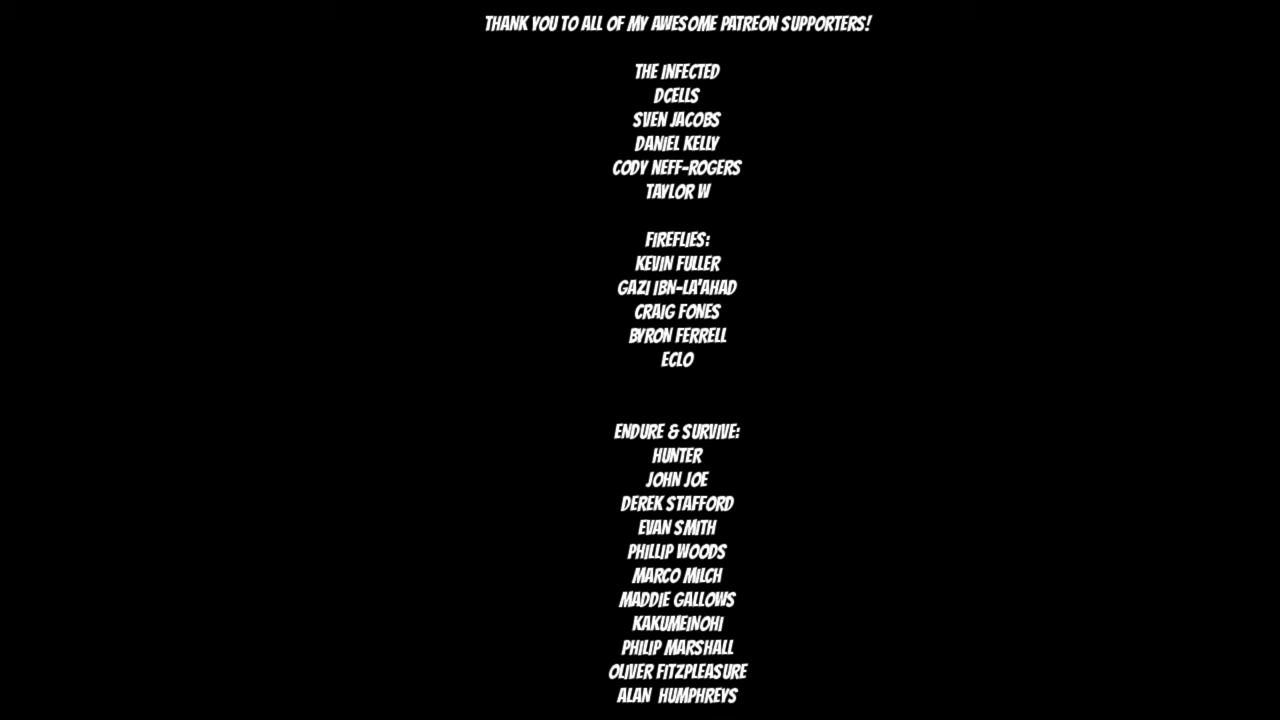 THANK YOU TO ALL OF MY AWESOME PATREON SUPPORTERS!
THE INFECTED
DCELLS
SVEN JACOBS
DANIEL KELLY
CODY NEFF-ROGERS
TAYLOR W
FIREFLIES:
KEVIN FULLER
GAZI IBN-LA'AHAD
CRAIG FONES
BYRON FERRELL
ECLO
ENDURE & SURVIVE:
HUNTER
JOHN JOE
DEREK STAFFORD
EVAN SMITH
PHILLIP WOODS
MARCO MILCH
MADDIE GALLOWS
KAKUMEINOHI
PHILIP MARSHALL
OLIVER FITZPLEASURE
ALAN HUMPHREYS